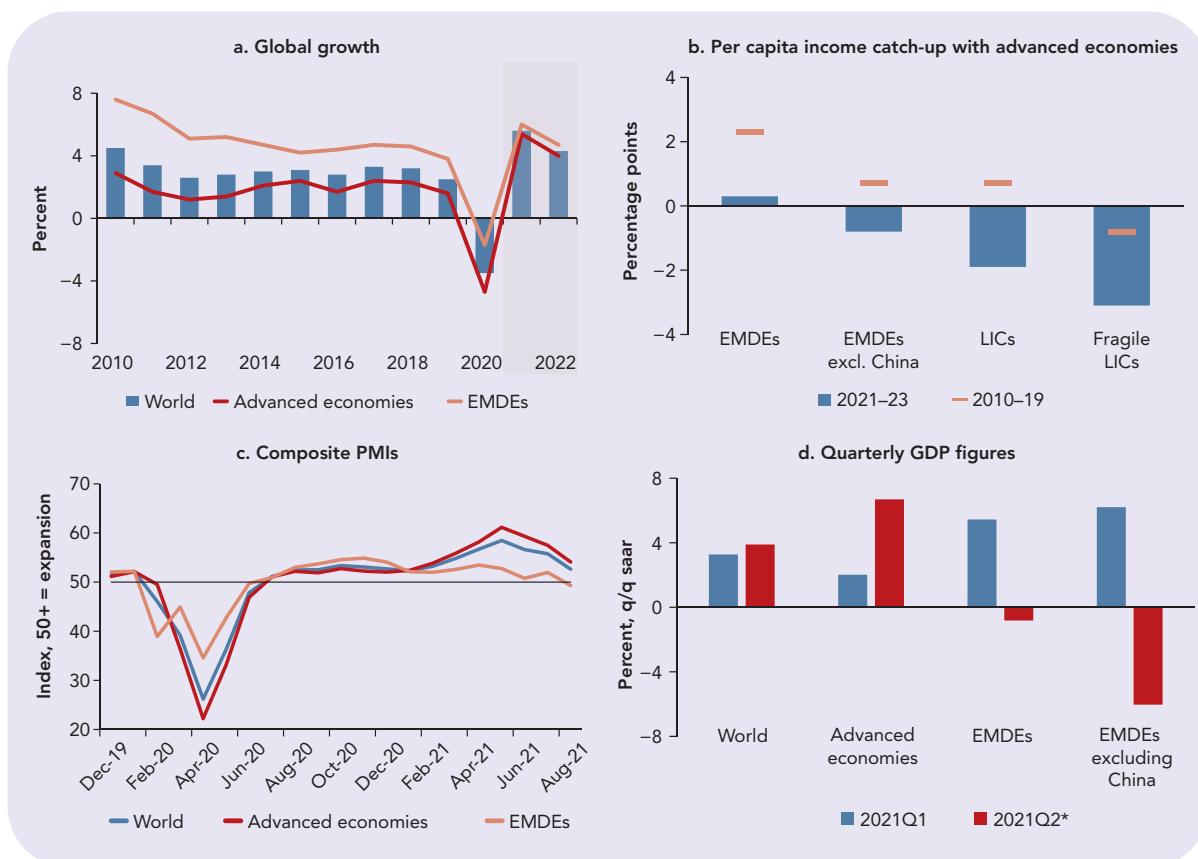 a. Global growth
Percent
8
4
0
−4
−8
2010 2012 2014 2016 2018 2020 2022
World Advanced economies EMDEs
b. Per capita income catch-up with advanced economies
Percentage points
4
2
0
−2
−4
EMDEs EMDEs LICs Fragile
excl. China LICs
2021–23 2010–19
c. Composite PMIs
Index, 50+ = expansion
70
60
50
40
30
20
Dec-19 Feb-20 Apr-20 Jun-20 Aug-20 Oct-20 Dec-20 Feb-21 Apr-21 Jun-21 Aug-21
World Advanced economies EMDEs
d. Quarterly GDP figures
Percent, q/q saar
8
4
0
−4
−8
World Advanced EMDEs EMDEs
economies excluding
China
2021Q1 2021Q2*